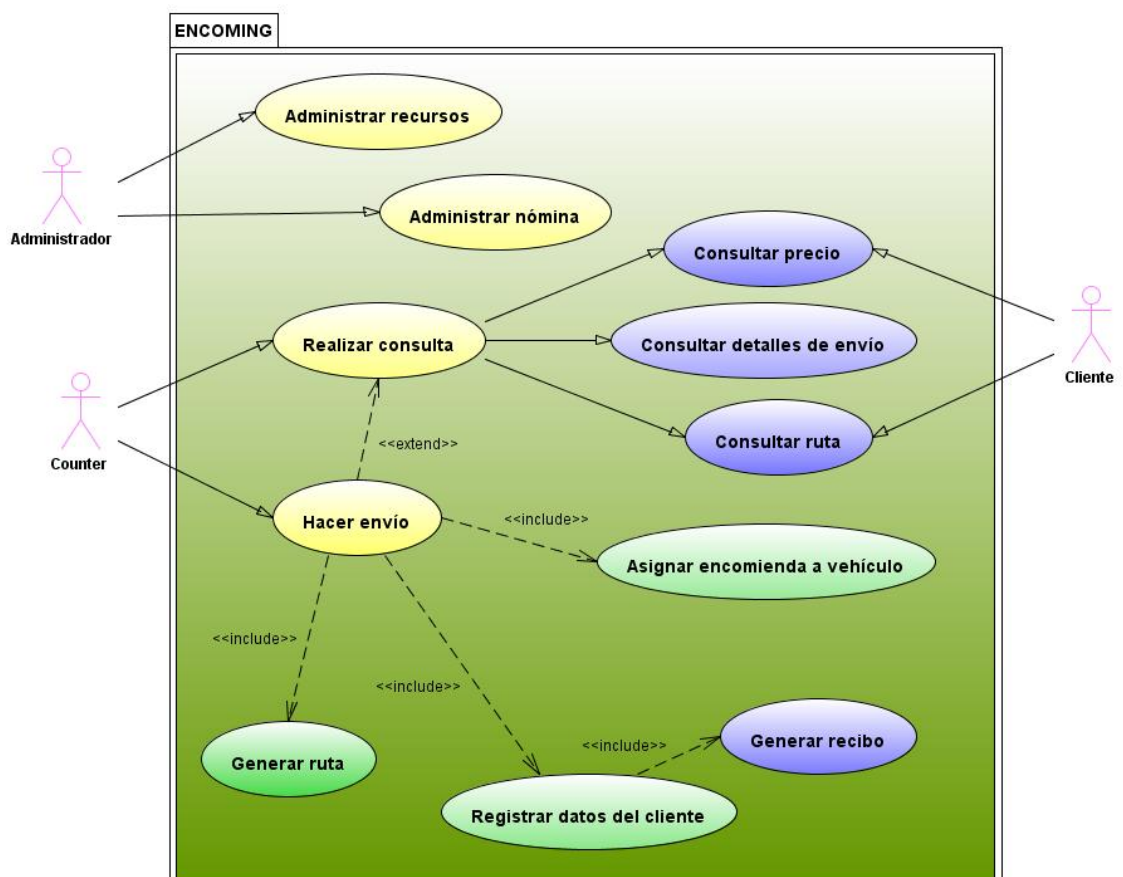 ENCOMING
Administrar recursos
Administrador
Administrar nómina
Consultar precio
Realizar consulta
Consultar detalles de envío
Cliente
Counter
<<extend>>
Consultar ruta
Hacer envío
<<include>>
Asignar encomienda a vehículo
<<include>>
<<include>>
Generar ruta
<<include>>
Generar recibo
Registrar datos del cliente